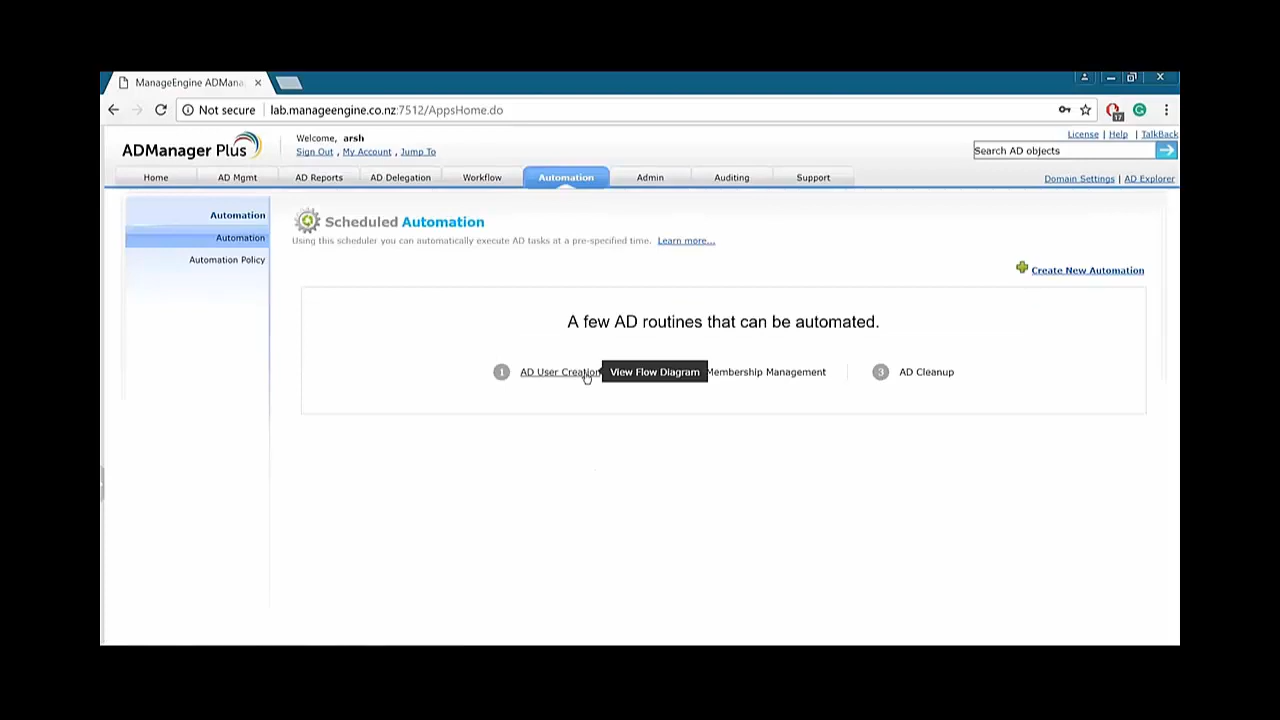 ManageEngine ADMana
Not secure lab.manageengine.co.nz:7512/AppsHome.do
17
ADManager Plus
Welcome, arsh
Sign Out , My Account , Jump To
License | Help | TalkBack
Search AD objects
Home AD Mgmt AD Reports AD Delegation Workflow Automation Admin Auditing Support
Domain Settings | AD Explorer
Automation
Automation
Automation Policy
Scheduled Automation
Using this scheduler you can automatically execute AD tasks at a pre-specified time. Learn more...
Create New Automation
A few AD routines that can be automated.
1 AD User Creation View Flow Diagram Membership Management 3 AD Cleanup